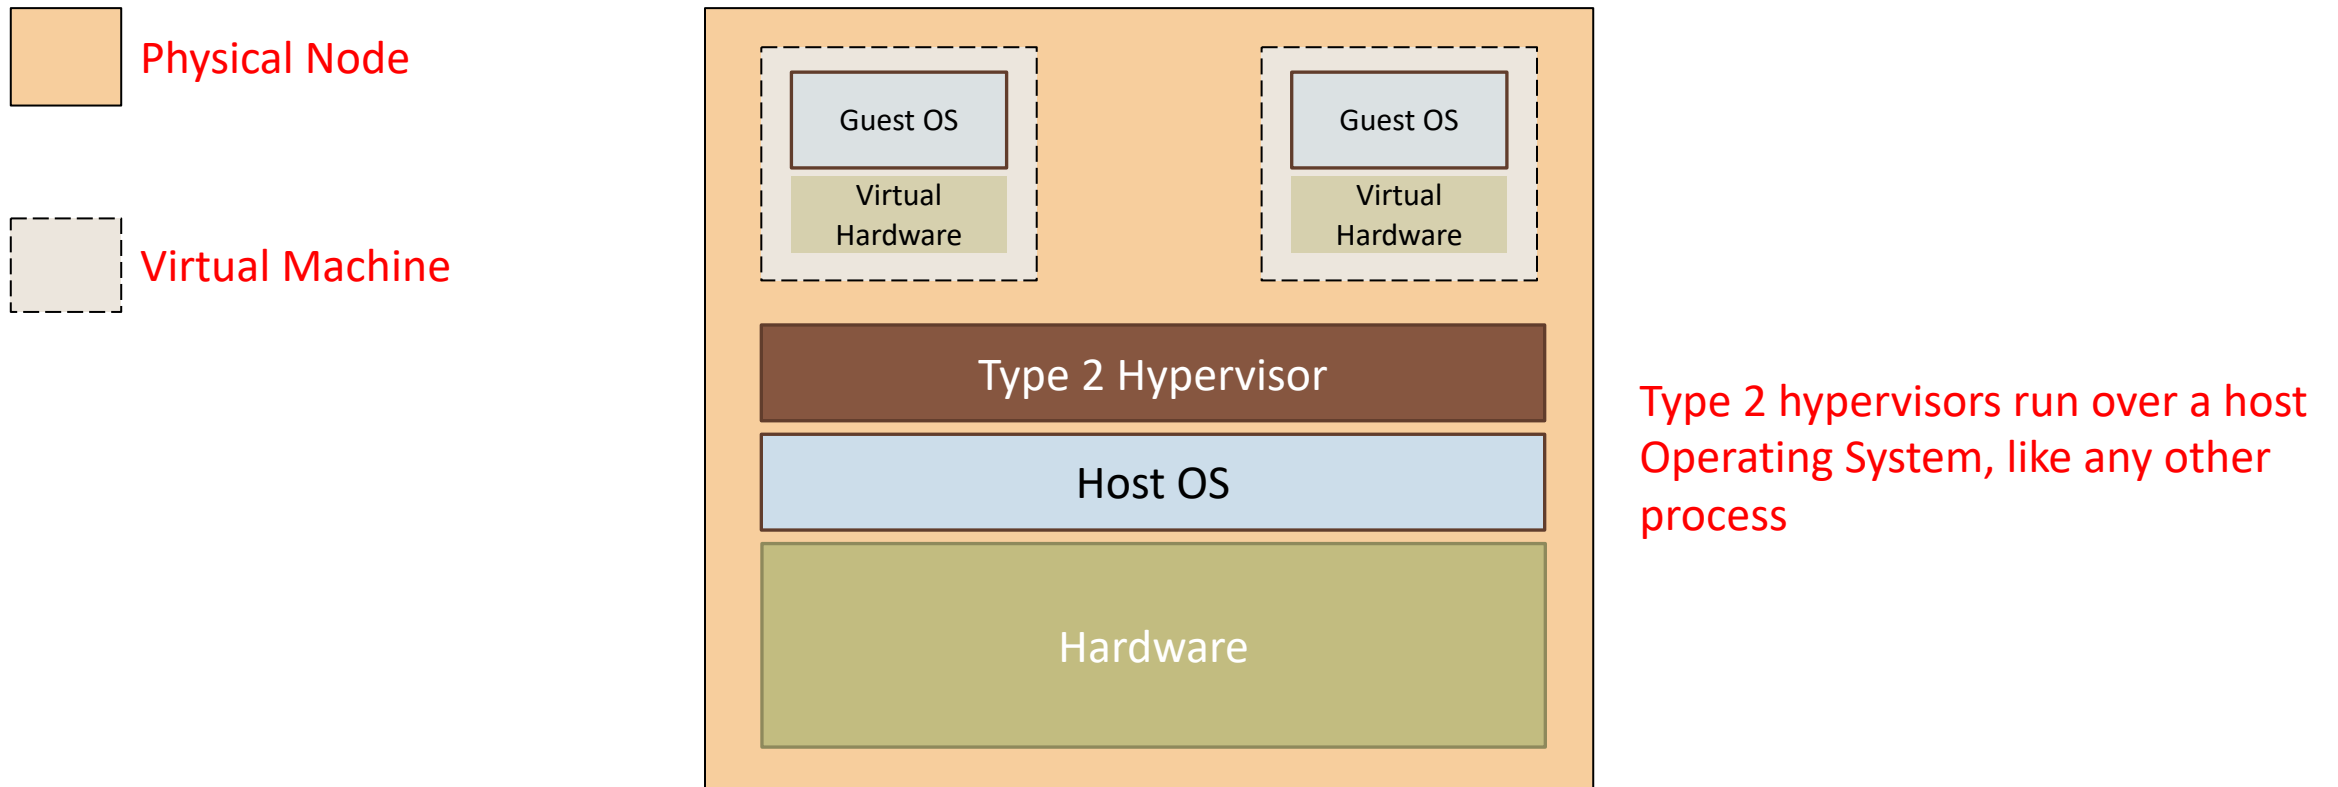 Physical Node
Virtual Machine
Guest OS
Virtual
Hardware
Guest OS
Virtual
Hardware
Type 2 Hypervisor
Host OS
Hardware
Type 2 hypervisors run over a host
Operating System, like any other
process